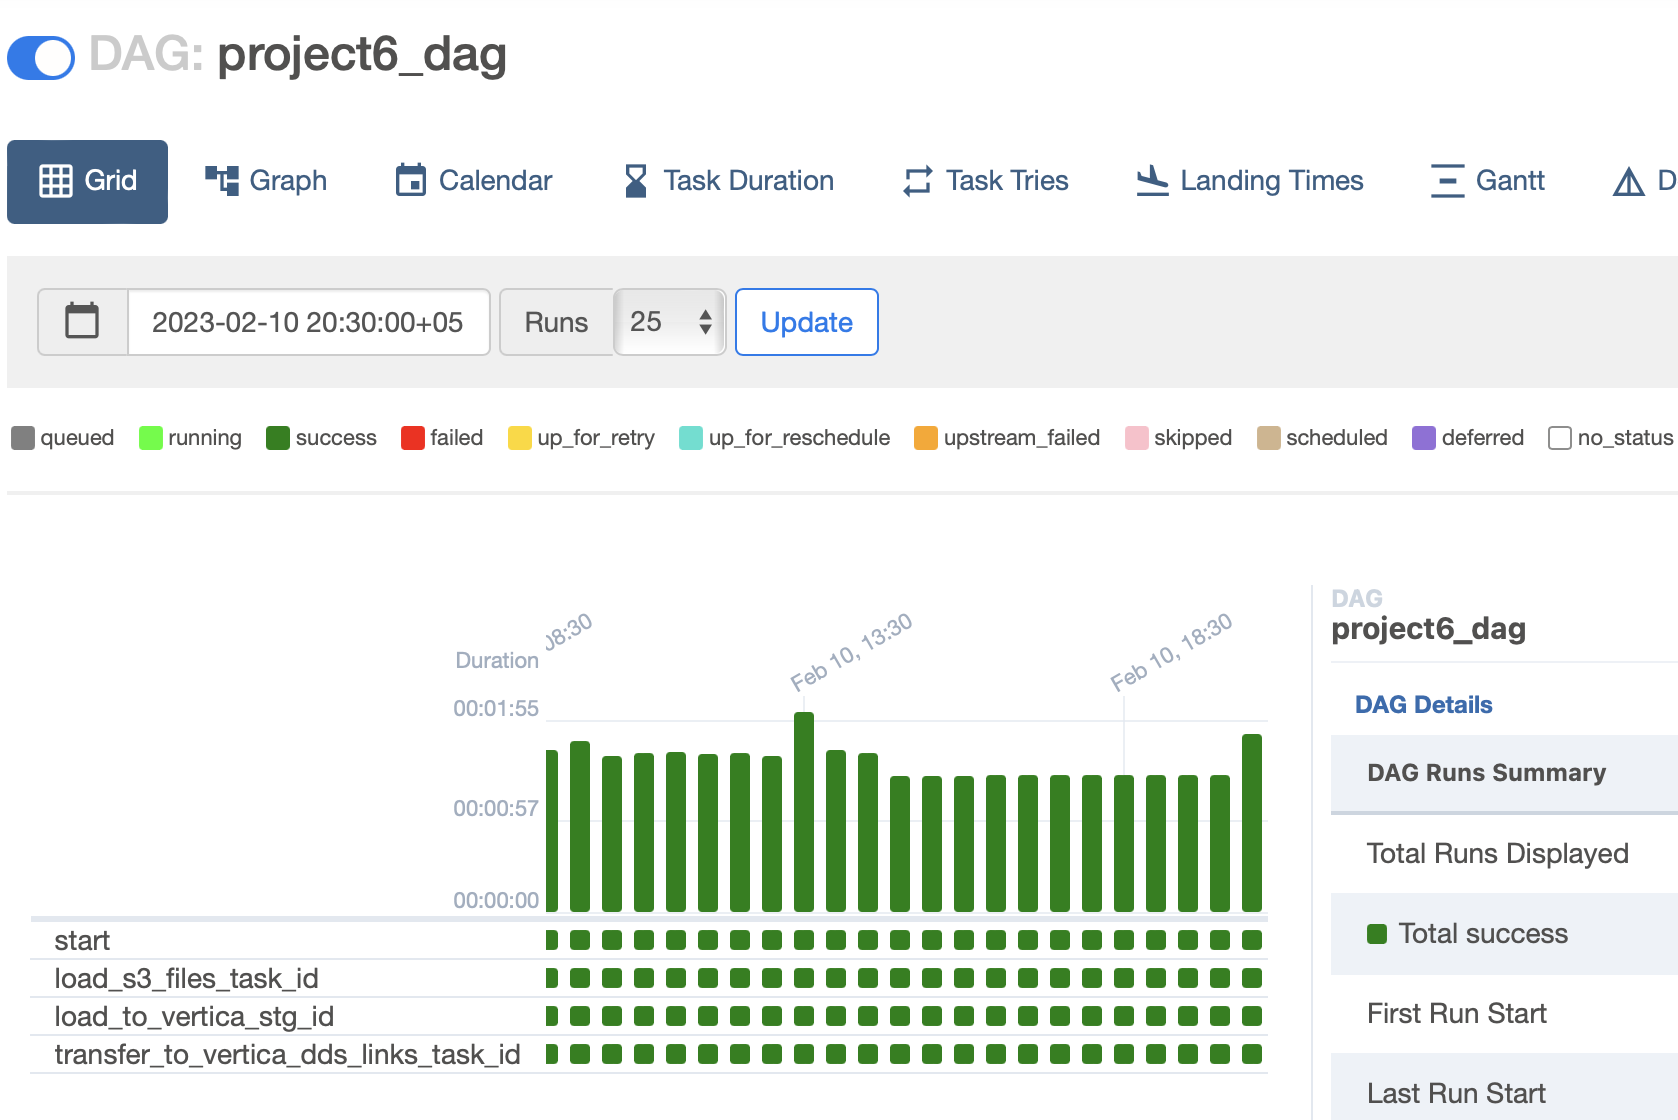 DAG: project6_dag
Grid Graph Calendar Task Duration Task Tries Landing Times Gantt D
2023-02-10 20:30:00+05 Runs 25 Update
queued running success failed up_for_retry up_for_reschedule upstream_failed skipped scheduled deferred no_status
08:30 Feb 10, 13:30 Feb 10, 18:30
Duration
00:01:55
00:00:57
00:00:00
start
load_s3_files_task_id
load_to_vertica_stg_id
transfer_to_vertica_dds_links_task_id
DAG
project6_dag
DAG Details
DAG Runs Summary
Total Runs Displayed
Total success
First Run Start
Last Run Start